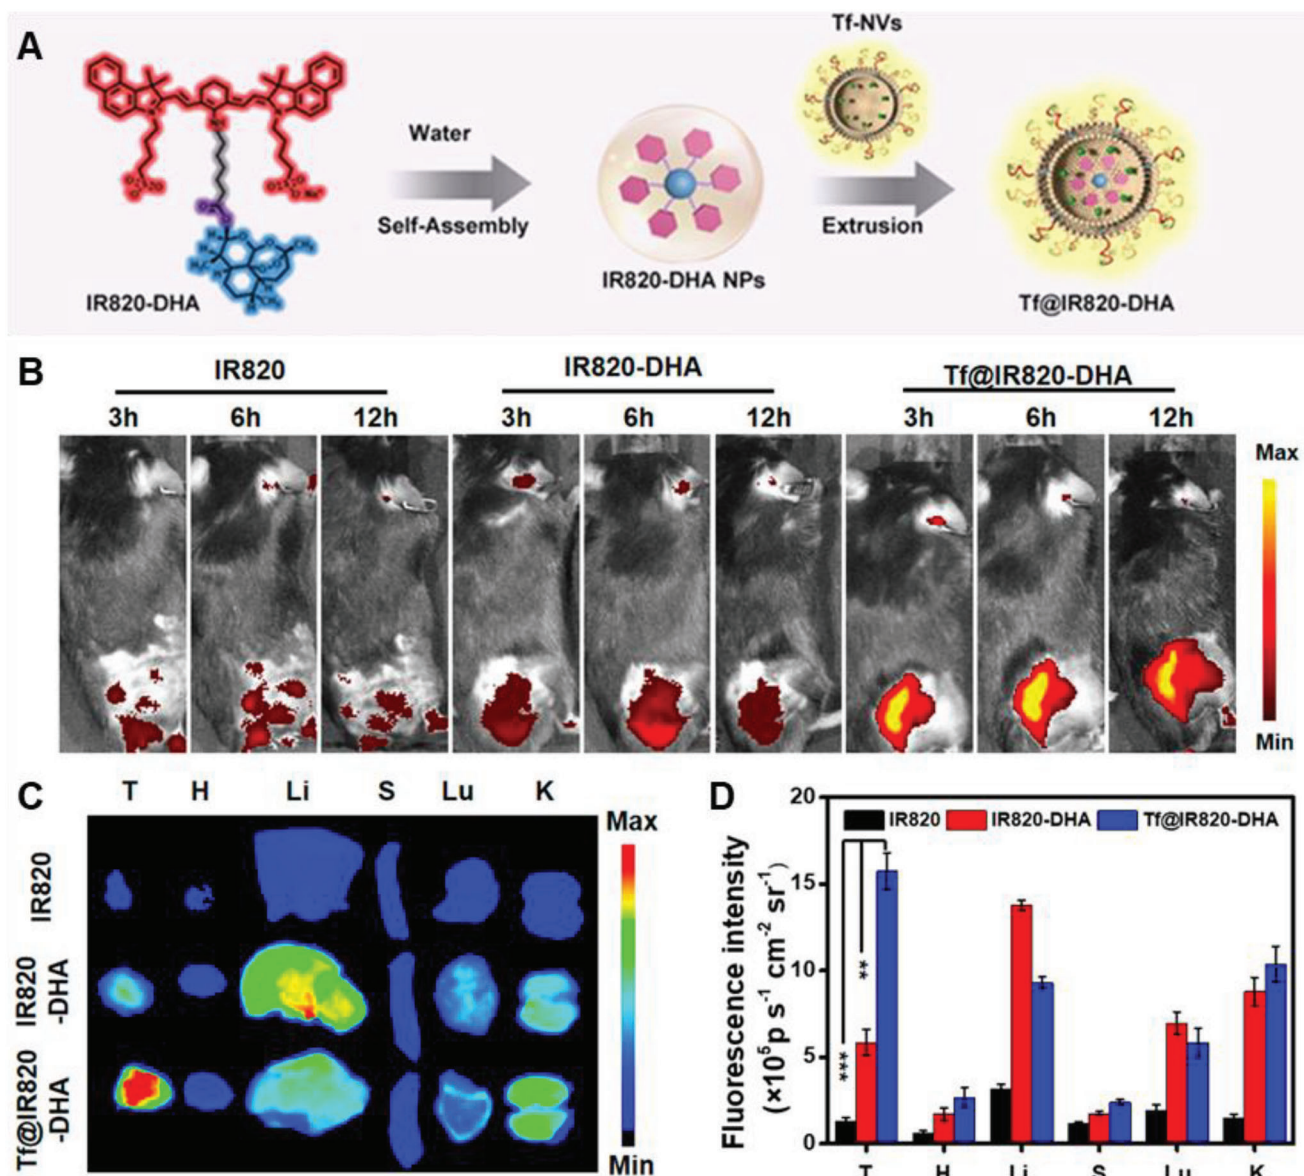 A
Tf-NVs
Water
Self-Assembly
Extrusion
IR820-DHA
IR820-DHA NPs
Tf@IR820-DHA
B
IR820
IR820-DHA
Tf@IR820-DHA
3h 6h 12h 3h 6h 12h 3h 6h 12h
Max
Min
C
T H Li S Lu K
IR820
IR820
-DHA
Tf@IR820
-DHA
Max
Min
D
Fluorescence intensity
(×10⁵p s⁻¹ cm⁻² sr⁻¹)
20
15
10
5
0
IR820 IR820-DHA Tf@IR820-DHA
**
***
T H Li S Lu K